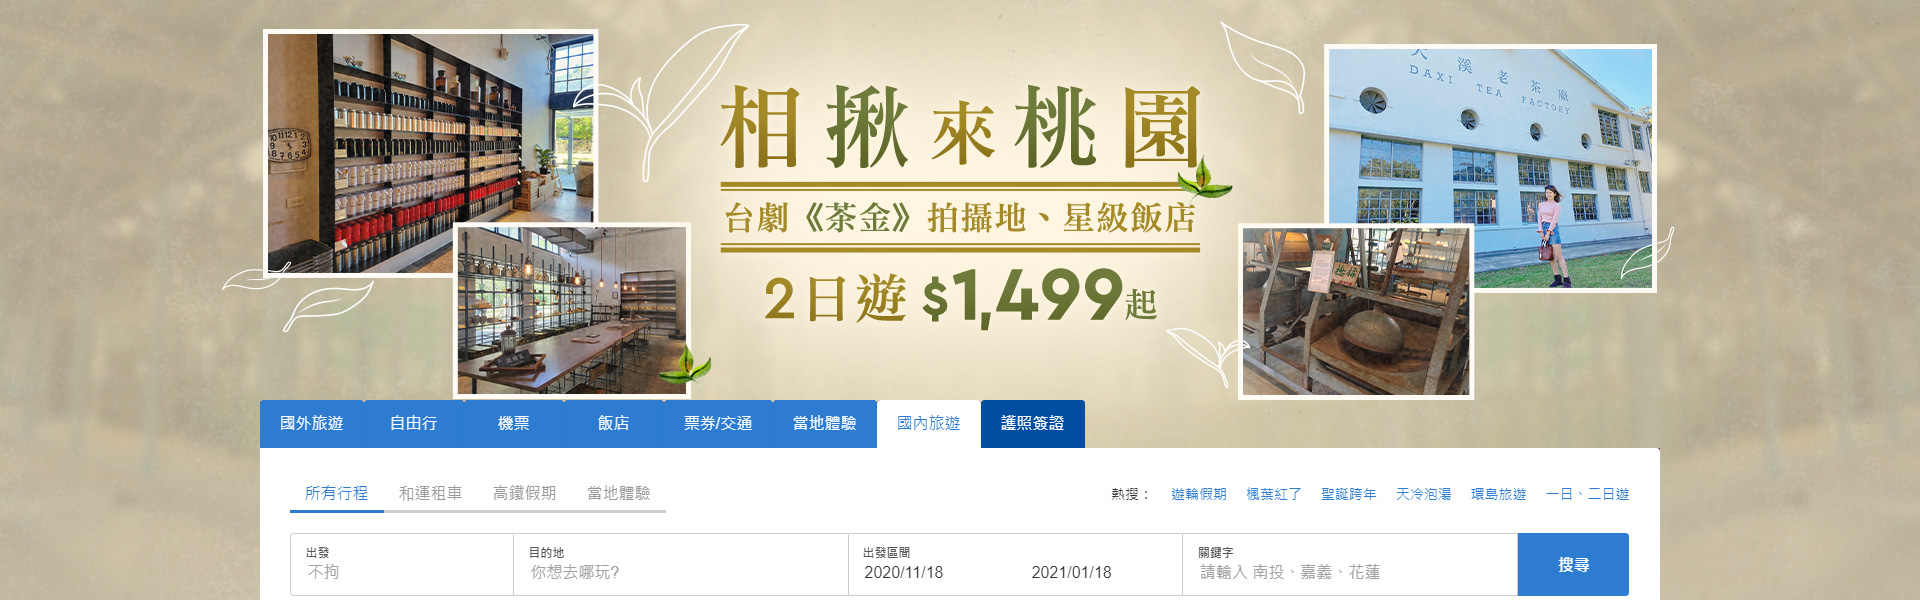 相揪來桃園
台劇《茶金》拍攝地、星級飯店
2日遊 $1,499起
大溪老茶廠
DAXI TEA FACTORY
國外旅遊 自由行 機票 飯店 票券/交通 當地體驗 國內旅遊 護照簽證
所有行程 和運租車 高鐵假期 當地體驗
熱搜： 遊輪假期 楓葉紅了 聖誕跨年 天冷泡湯 環島旅遊 一日、二日遊
出發 目的地 出發區間 關鍵字
不拘 你想去哪玩? 2020/11/18 2021/01/18 請輸入 南投、嘉義、花蓮
搜尋